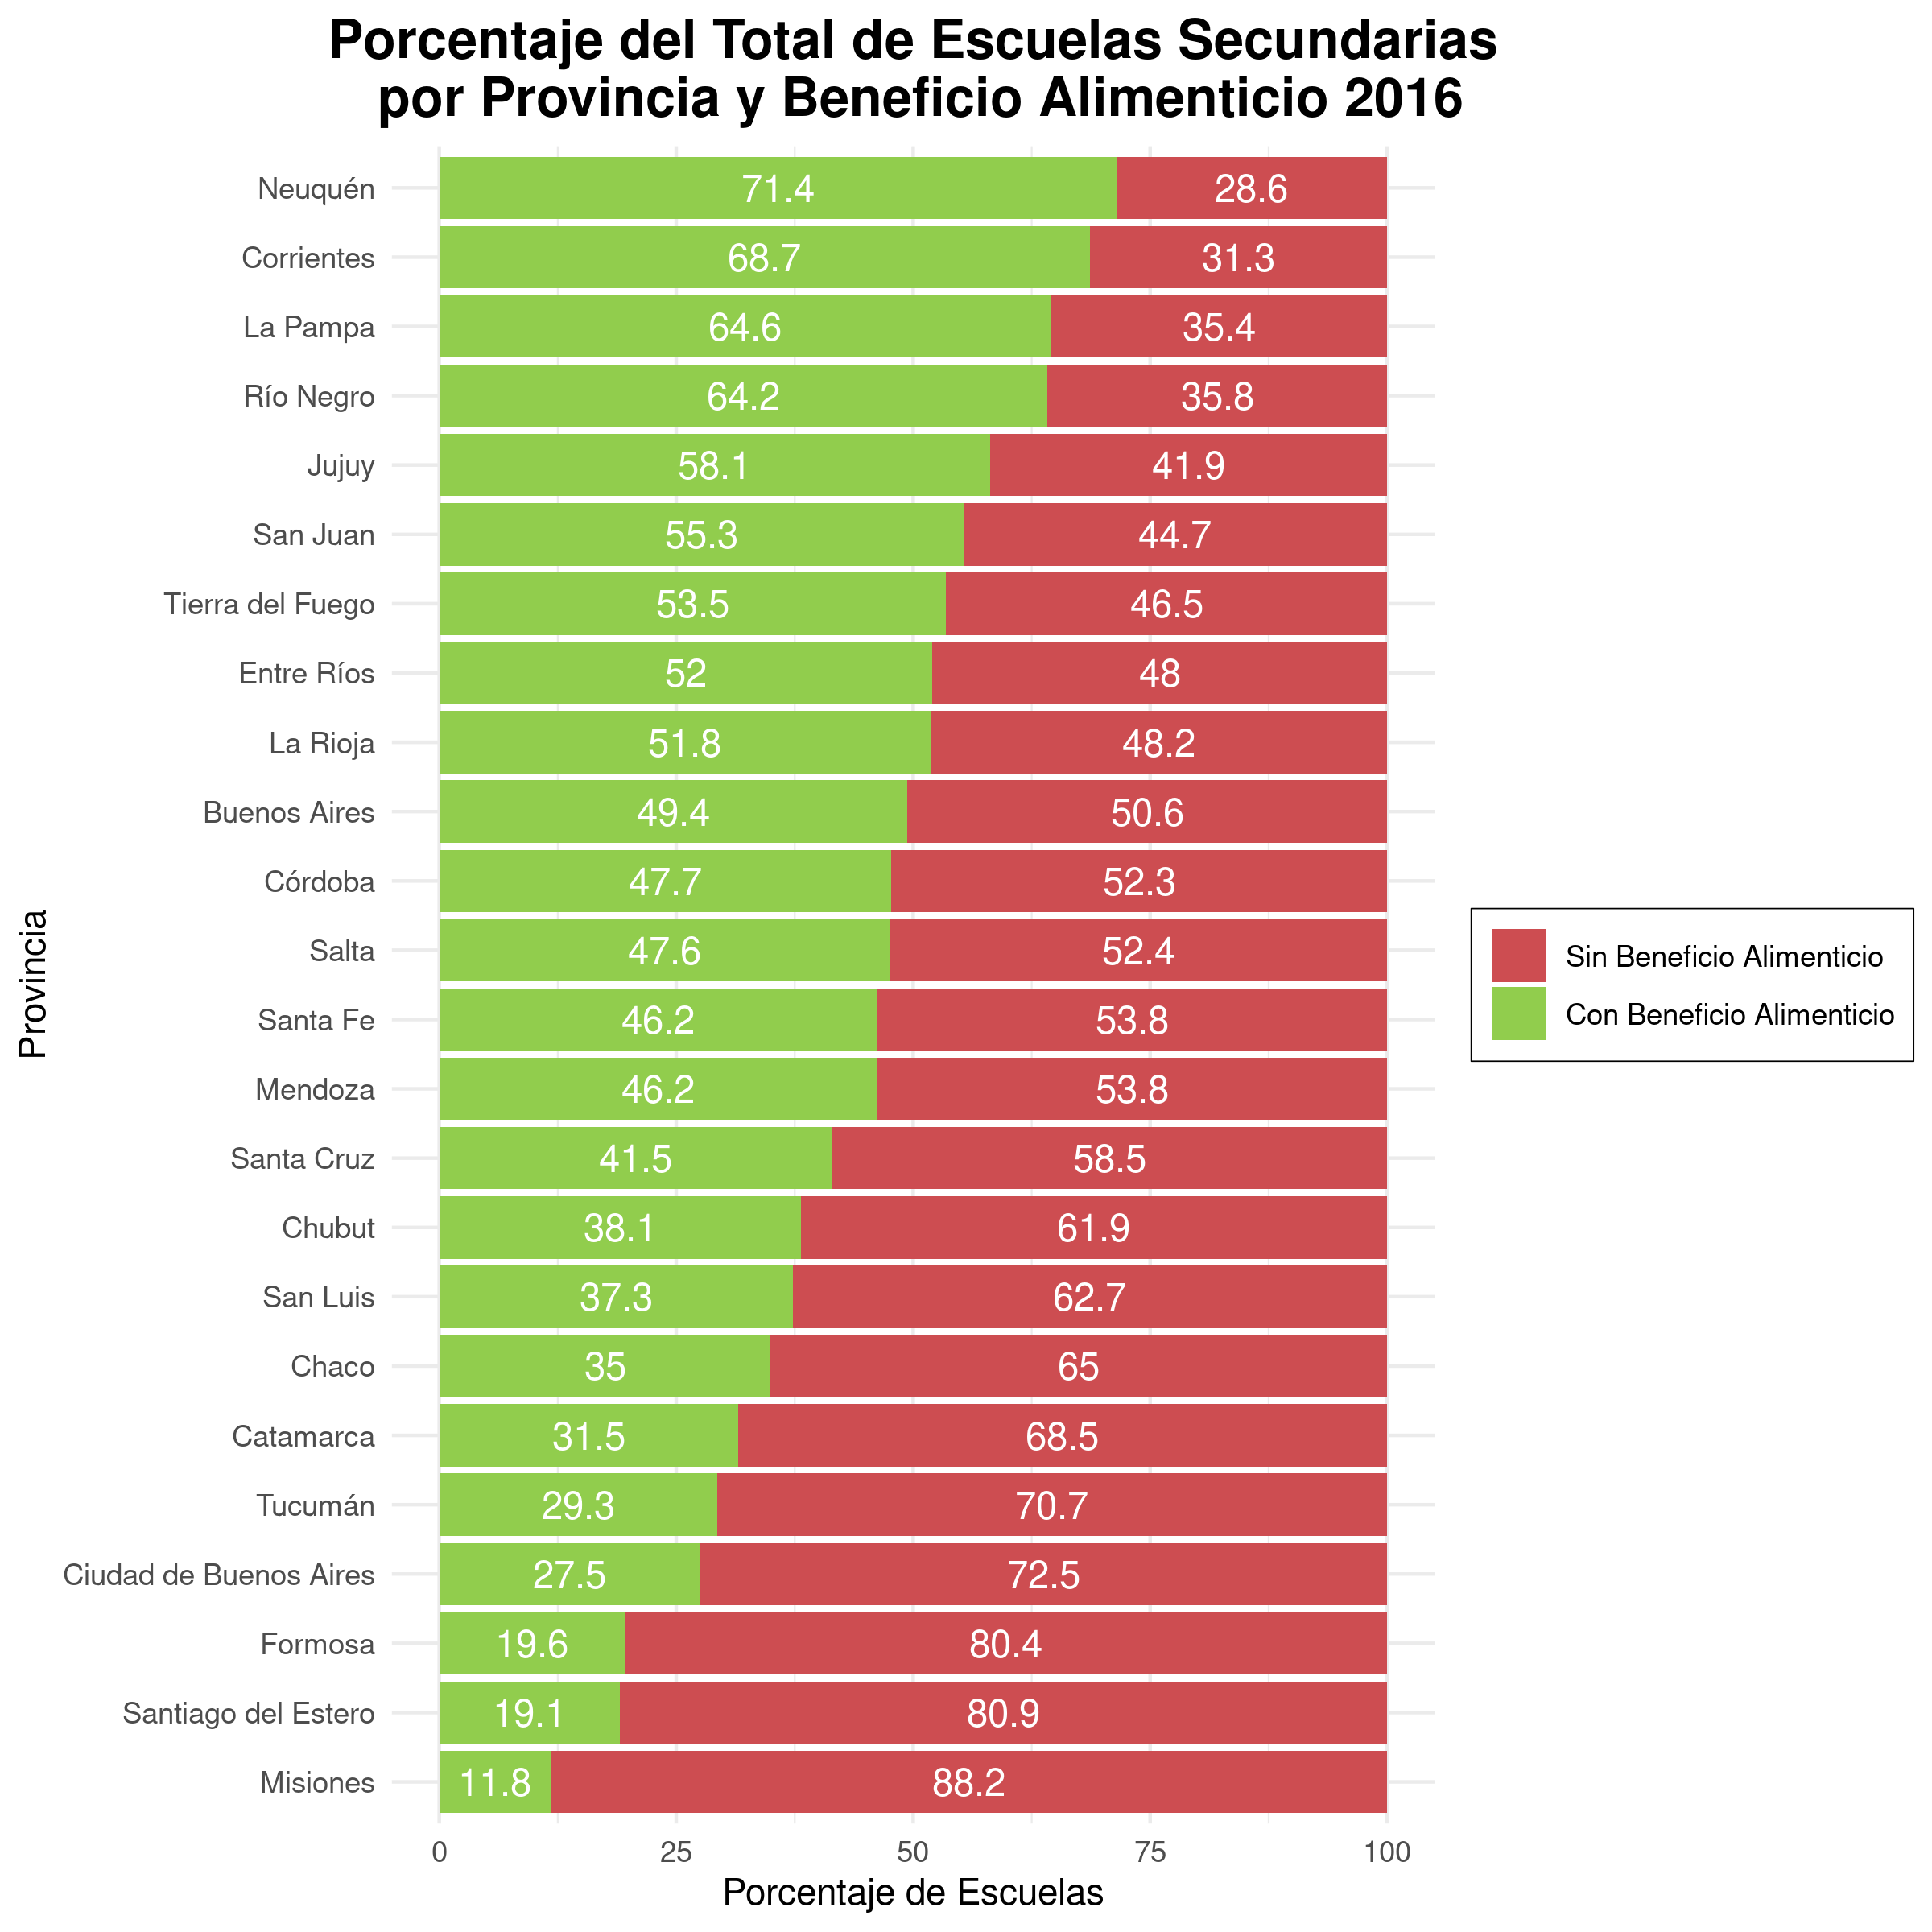 Porcentaje del Total de Escuelas Secundarias
por Provincia y Beneficio Alimenticio 2016
Provincia
Neuquén 71.4 28.6
Corrientes 68.7 31.3
La Pampa 64.6 35.4
Río Negro 64.2 35.8
Jujuy 58.1 41.9
San Juan 55.3 44.7
Tierra del Fuego 53.5 46.5
Entre Ríos 52 48
La Rioja 51.8 48.2
Buenos Aires 49.4 50.6
Córdoba 47.7 52.3
Salta 47.6 52.4
Santa Fe 46.2 53.8
Mendoza 46.2 53.8
Santa Cruz 41.5 58.5
Chubut 38.1 61.9
San Luis 37.3 62.7
Chaco 35 65
Catamarca 31.5 68.5
Tucumán 29.3 70.7
Ciudad de Buenos Aires 27.5 72.5
Formosa 19.6 80.4
Santiago del Estero 19.1 80.9
Misiones 11.8 88.2
0 25 50 75 100
Porcentaje de Escuelas
Sin Beneficio Alimenticio
Con Beneficio Alimenticio